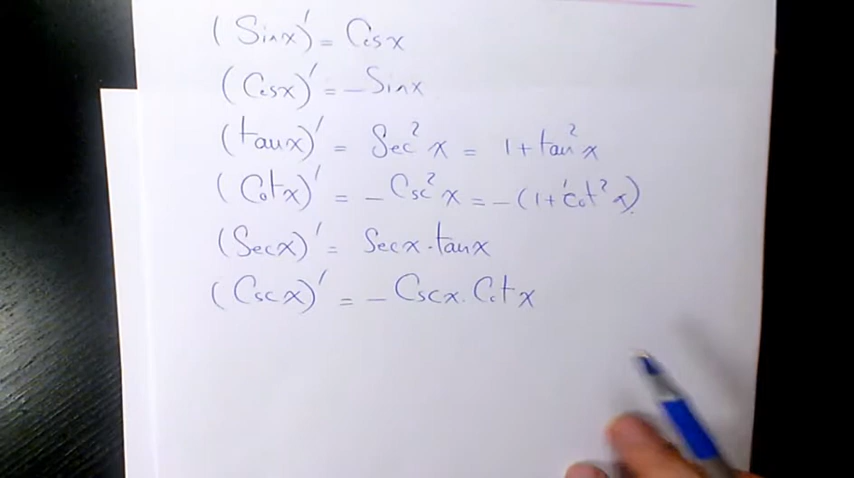 (Sinx)' = Cosx
(Cosx)' = -Sinx
(tanx)' = Sec²x = 1+tan²x
(Cotx)' = -Csc²x = -(1+cot²x)
(Secx)' = Secx.tanx
(Cscx)' = -Cscx.Cotx